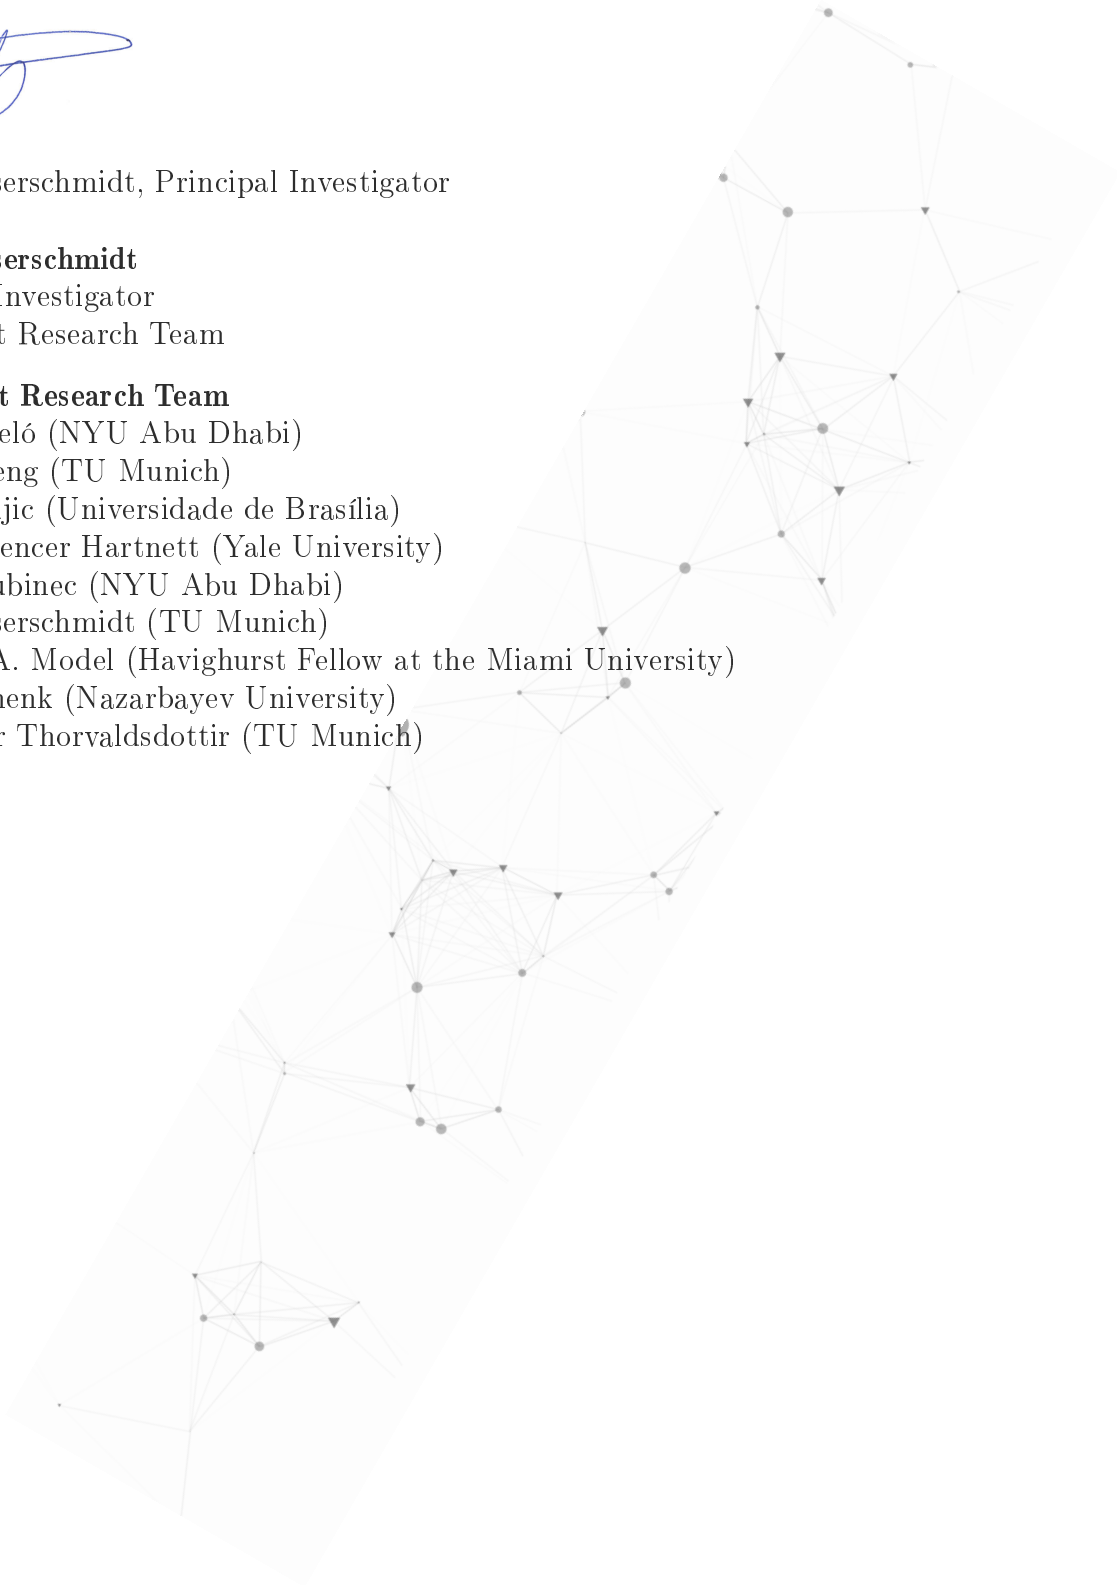 serschmidt, Principal Investigator
serschmidt
Investigator
t Research Team
t Research Team
eló (NYU Abu Dhabi)
eng (TU Munich)
jic (Universidade de Brasília)
encer Hartnett (Yale University)
ubinec (NYU Abu Dhabi)
serschmidt (TU Munich)
A. Model (Havighurst Fellow at the Miami University)
henk (Nazarbayev University)
r Thorvaldsdottir (TU Munich)